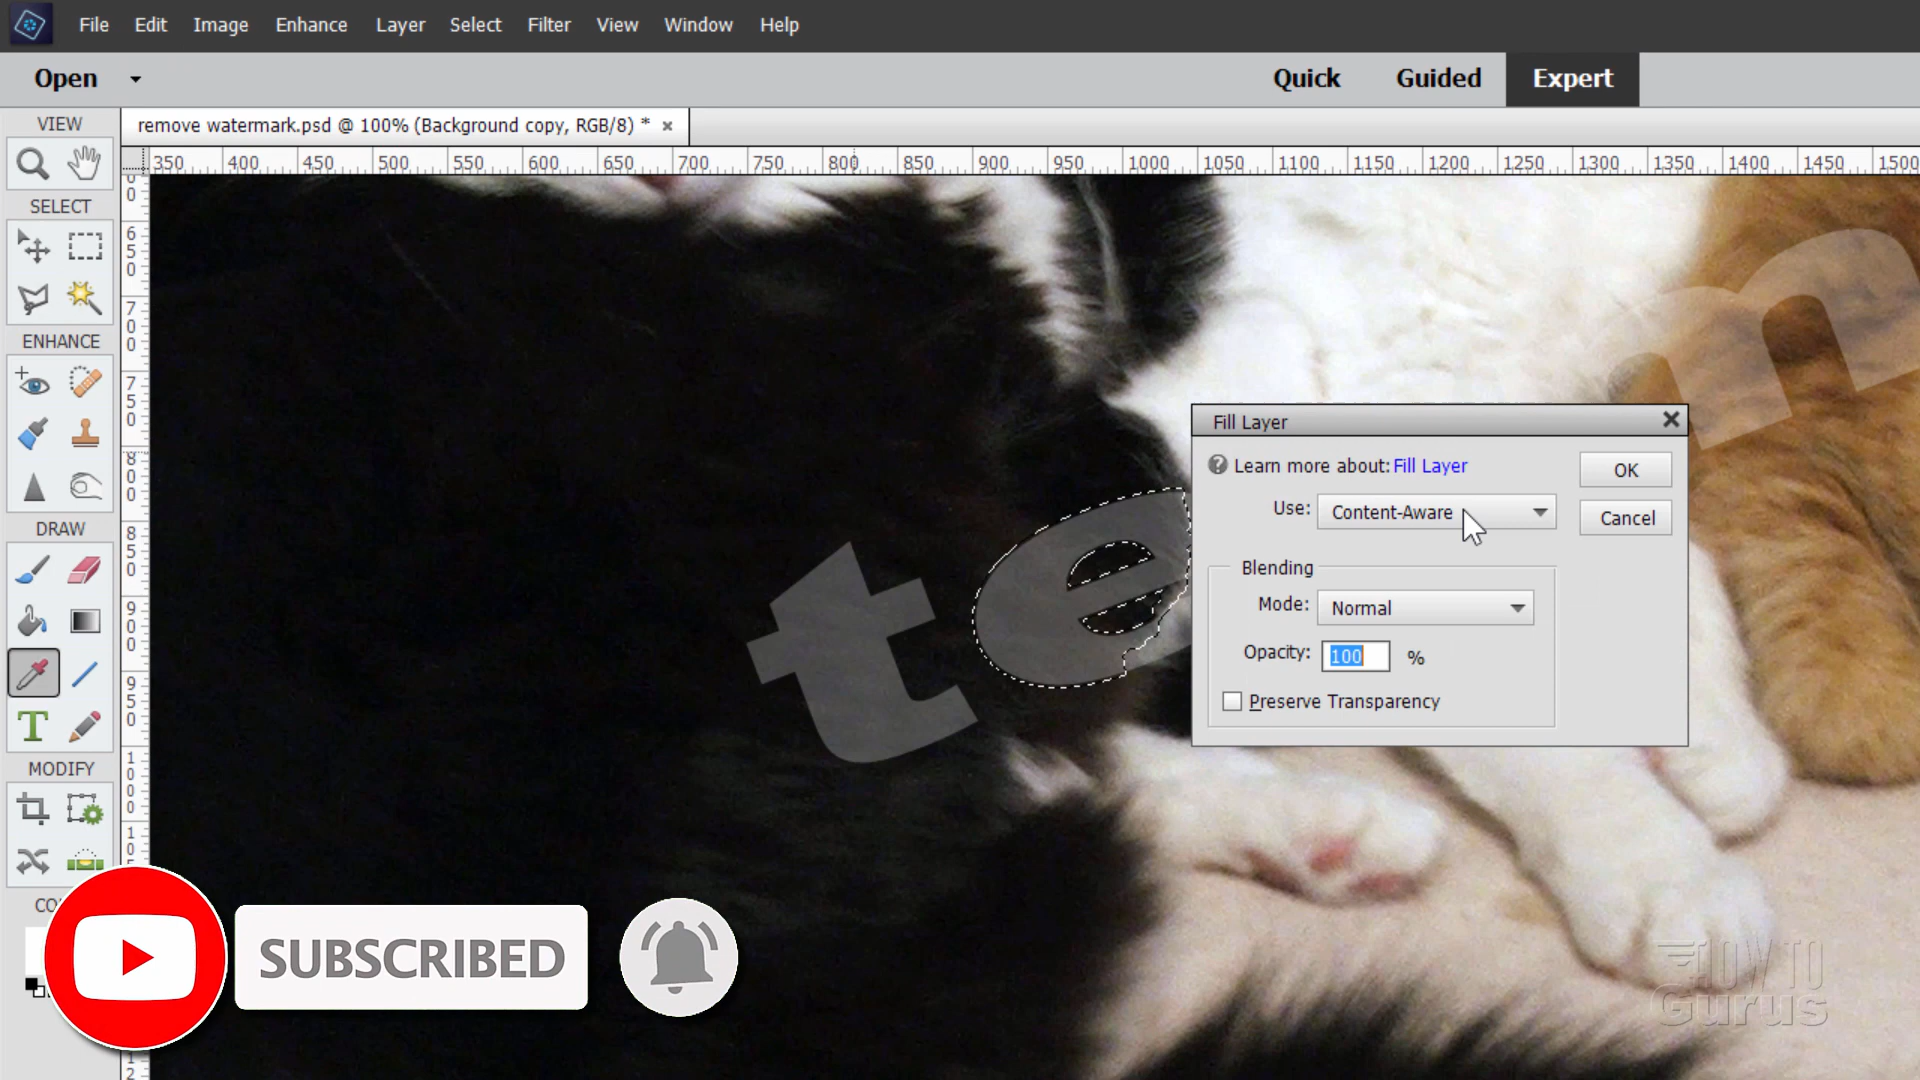 File Edit Image Enhance Layer Select Filter View Window Help
Open Quick Guided Expert
VIEW
remove watermark.psd @ 100% (Background copy, RGB/8) * ×
350 400 450 500 550 600 650 700 750 800 850 900 950 1000 1050 1100 1150 1200 1250 1300 1350 1400 1450 1500
SELECT
ENHANCE
DRAW
T
MODIFY
te
m
Fill Layer
Learn more about: Fill Layer
OK
Use: Content-Aware
Cancel
Blending
Mode: Normal
Opacity: 100 %
Preserve Transparency
SUBSCRIBED
HOW TO
Gurus